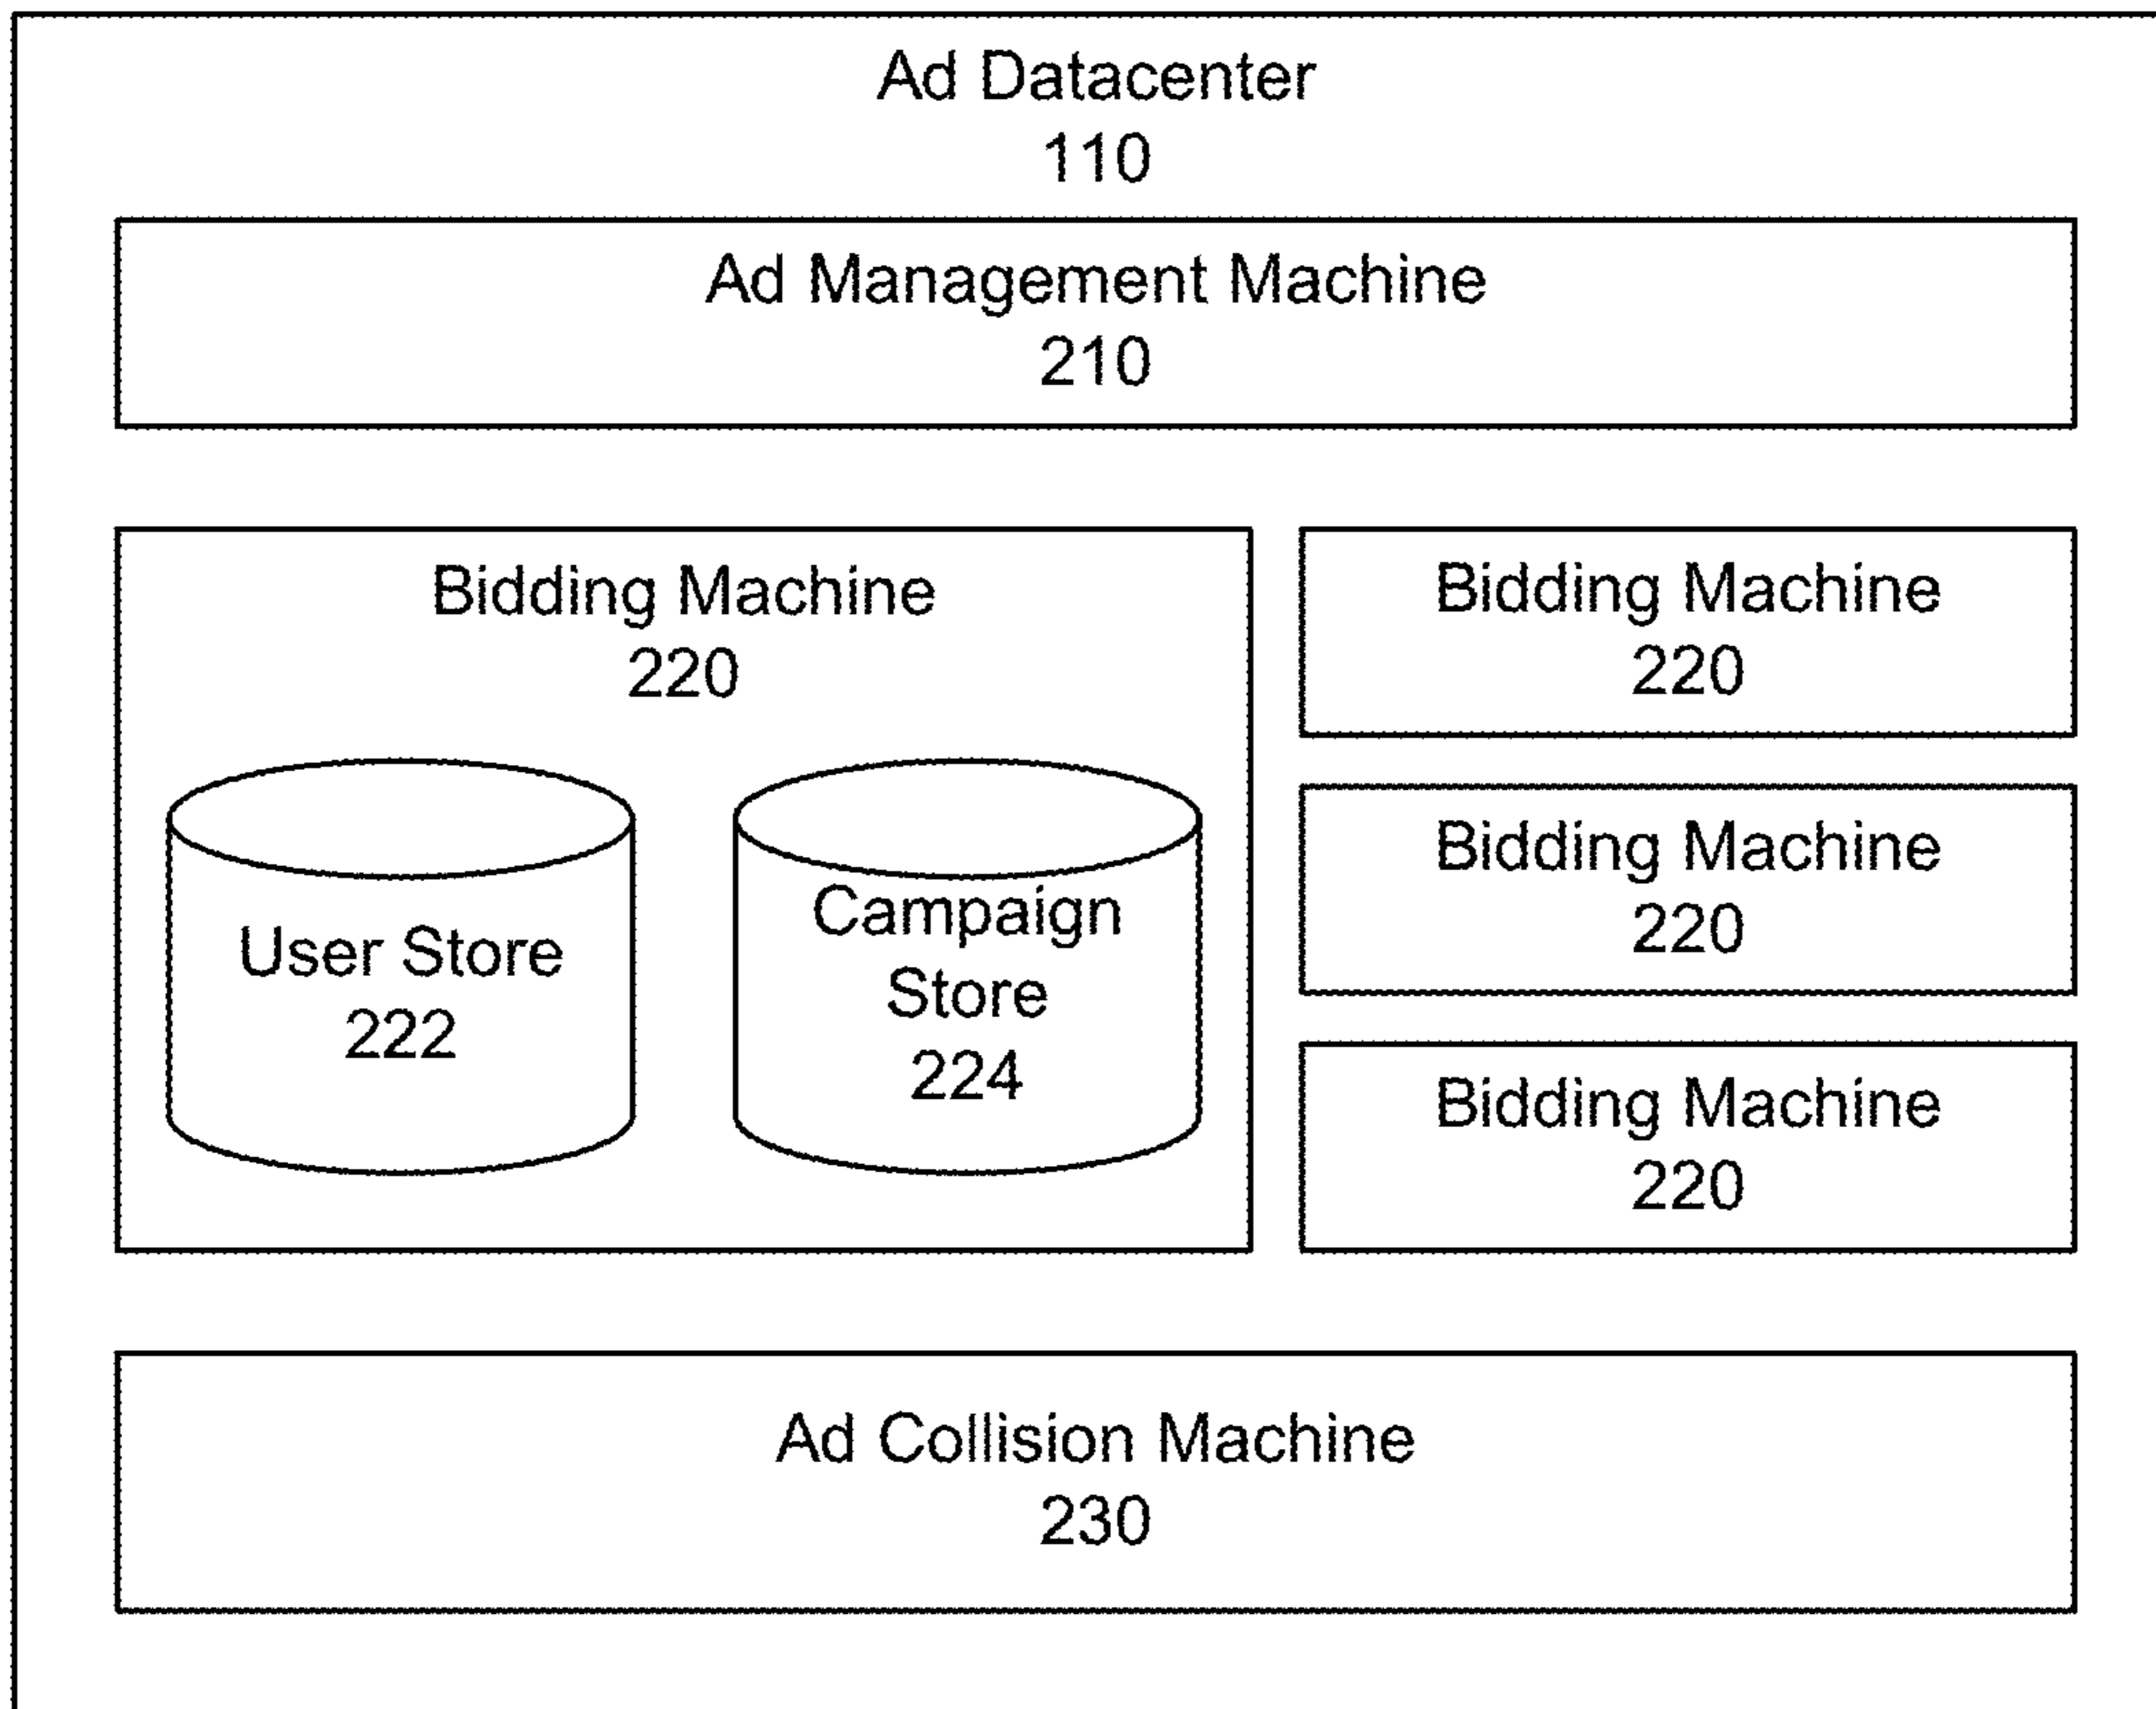 Ad Datacenter
110
Ad Management Machine
210
Bidding Machine
220
User Store
222
Campaign
Store
224
Bidding Machine
220
Bidding Machine
220
Bidding Machine
220
Ad Collision Machine
230